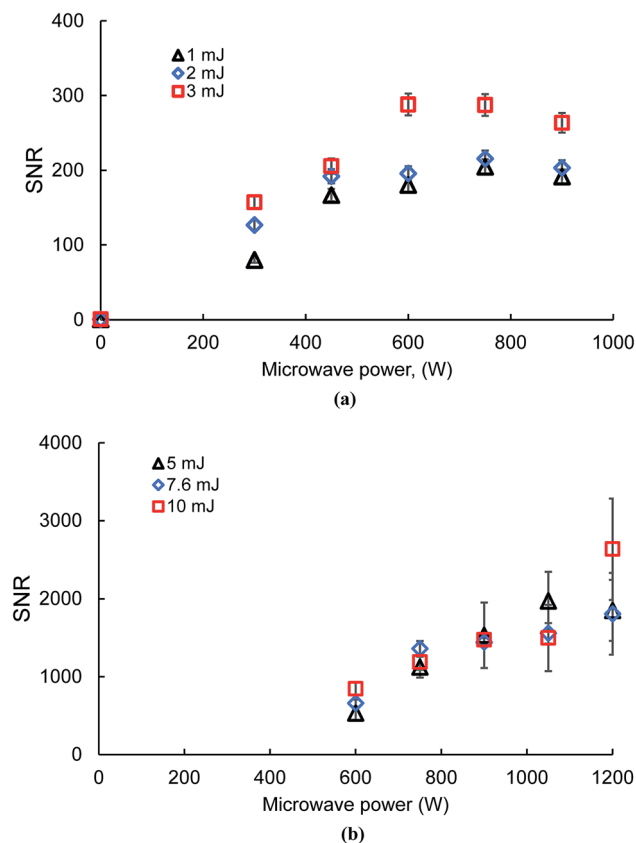 400
300
200
100
0
SNR
1 mJ
2 mJ
3 mJ
0 200 400 600 800 1000
Microwave power, (W)
(a)
4000
3000
2000
1000
0
SNR
5 mJ
7.6 mJ
10 mJ
0 200 400 600 800 1000 1200
Microwave power (W)
(b)